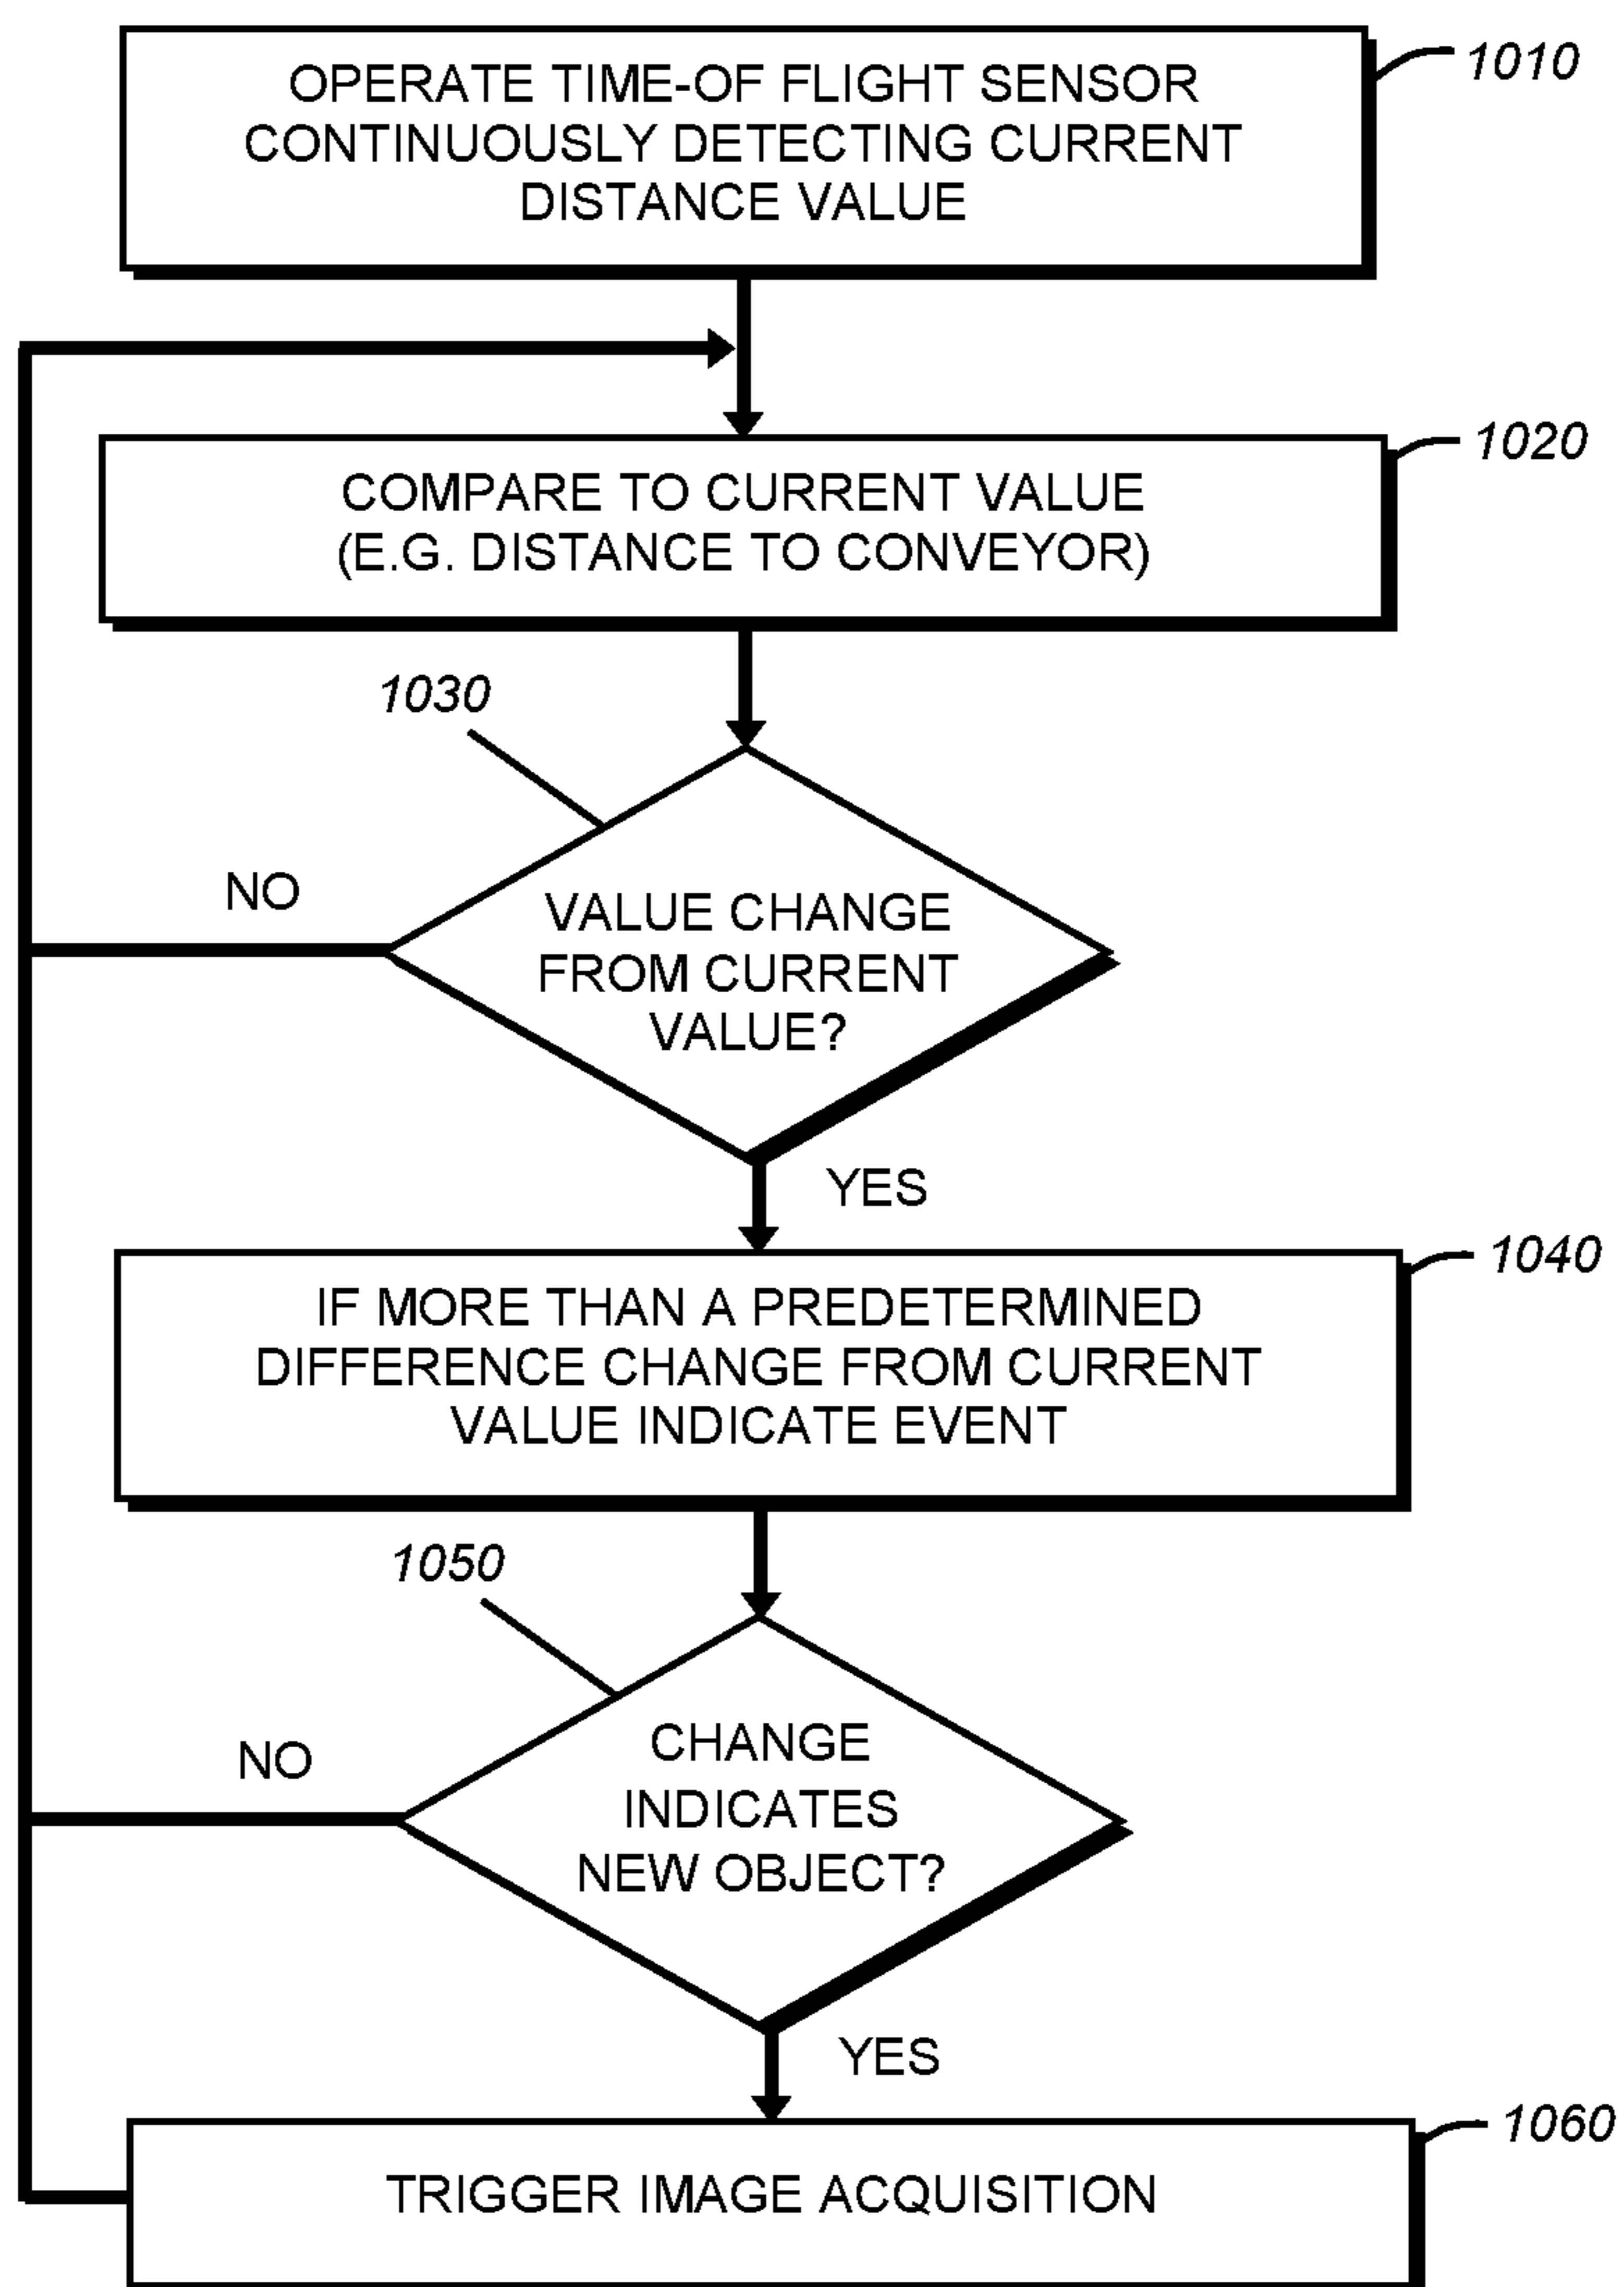 OPERATE TIME-OF FLIGHT SENSOR
CONTINUOUSLY DETECTING CURRENT
DISTANCE VALUE
1010
COMPARE TO CURRENT VALUE
(E.G. DISTANCE TO CONVEYOR)
1020
1030
NO
VALUE CHANGE
FROM CURRENT
VALUE?
YES
IF MORE THAN A PREDETERMINED
DIFFERENCE CHANGE FROM CURRENT
VALUE INDICATE EVENT
1040
1050
NO
CHANGE
INDICATES
NEW OBJECT?
YES
TRIGGER IMAGE ACQUISITION
1060